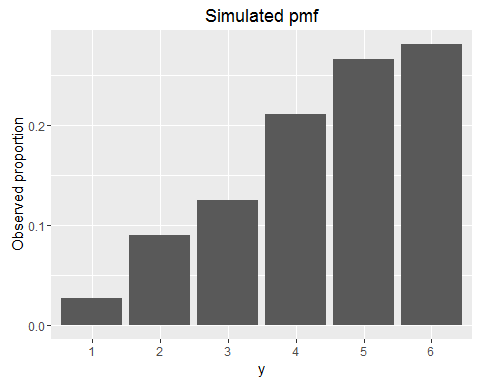 Simulated pmf
Observed proportion
0.2
0.1
0.0
1 2 3 4 5 6
y